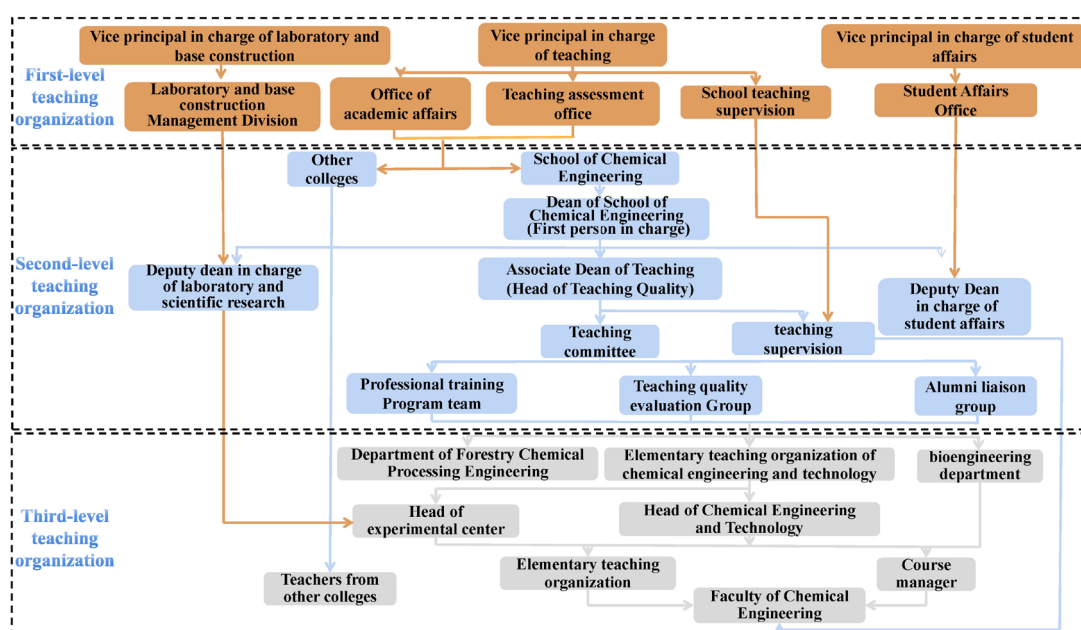 Vice principal in charge of laboratory and
base construction
Vice principal in charge
of teaching
Vice principal in charge of student
affairs
First-level
teaching
organization
Laboratory and base
construction
Management Division
Office of
academic affairs
Teaching assessment
office
School teaching
supervision
Student Affairs
Office
Other
colleges
School of Chemical
Engineering
Dean of School of
Chemical Engineering
(First person in charge)
Second-level
teaching
organization
Deputy dean in charge
of laboratory and
scientific research
Associate Dean of Teaching
(Head of Teaching Quality)
Deputy Dean
in charge of
student affairs
Teaching
committee
teaching
supervision
Professional training
Program team
Teaching quality
evaluation Group
Alumni liaison
group
Third-level
teaching
organization
Department of Forestry Chemical
Processing Engineering
Elementary teaching organization of
chemical engineering and technology
bioengineering
department
Head of
experimental center
Head of Chemical Engineering
and Technology
Teachers from
other colleges
Elementary teaching
organization
Course
manager
Faculty of Chemical
Engineering